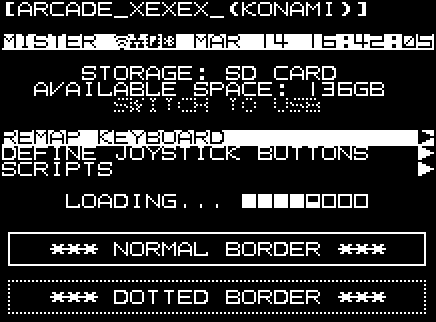 [ARCADE_XEXEX_(KONAMI)]
MISTER MAR 14 16:42:05
STORAGE: SD CARD
AVAILABLE SPACE: 136GB
SWITCH TO USB
REMAP KEYBOARD
DEFINE JOYSTICK BUTTONS
SCRIPTS
LOADING...
*** NORMAL BORDER ***
*** DOTTED BORDER ***